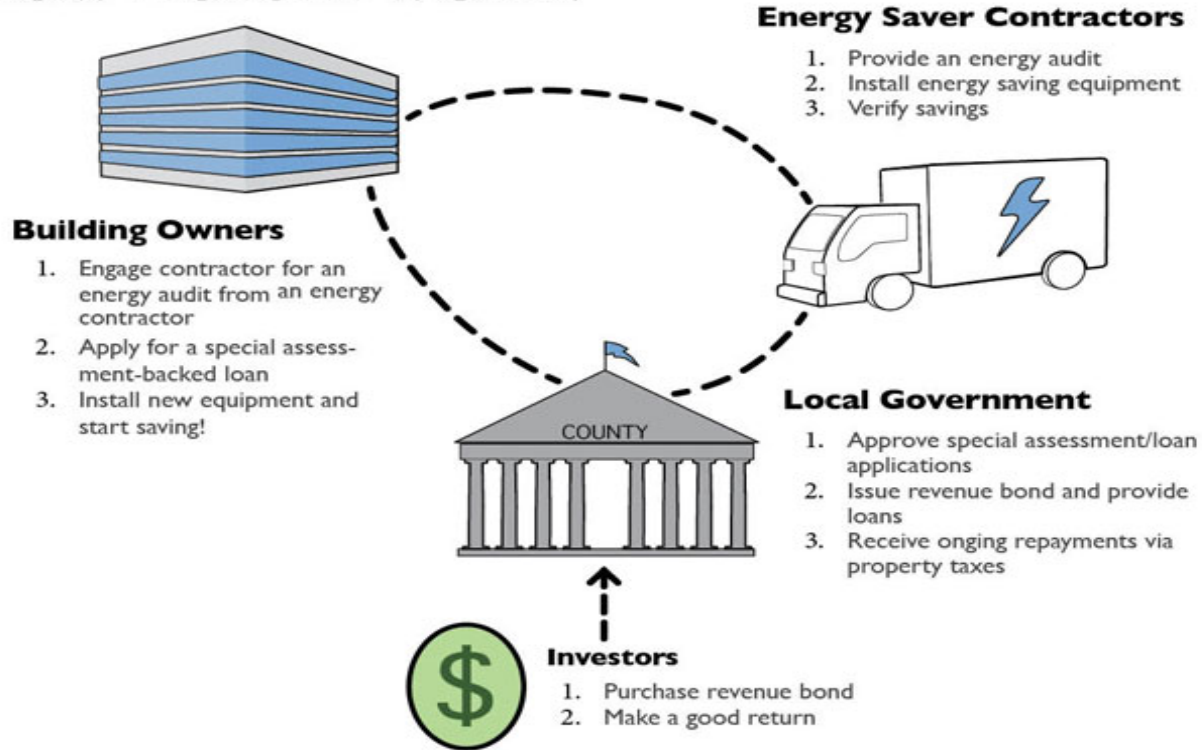 Energy Saver Contractors
1. Provide an energy audit
2. Install energy saving equipment
3. Verify savings
Building Owners
1. Engage contractor for an
energy audit from an energy
contractor
2. Apply for a special assess-
ment-backed loan
3. Install new equipment and
start saving!
COUNTY
Local Government
1. Approve special assessment/loan
applications
2. Issue revenue bond and provide
loans
3. Receive onging repayments via
property taxes
$
Investors
1. Purchase revenue bond
2. Make a good return